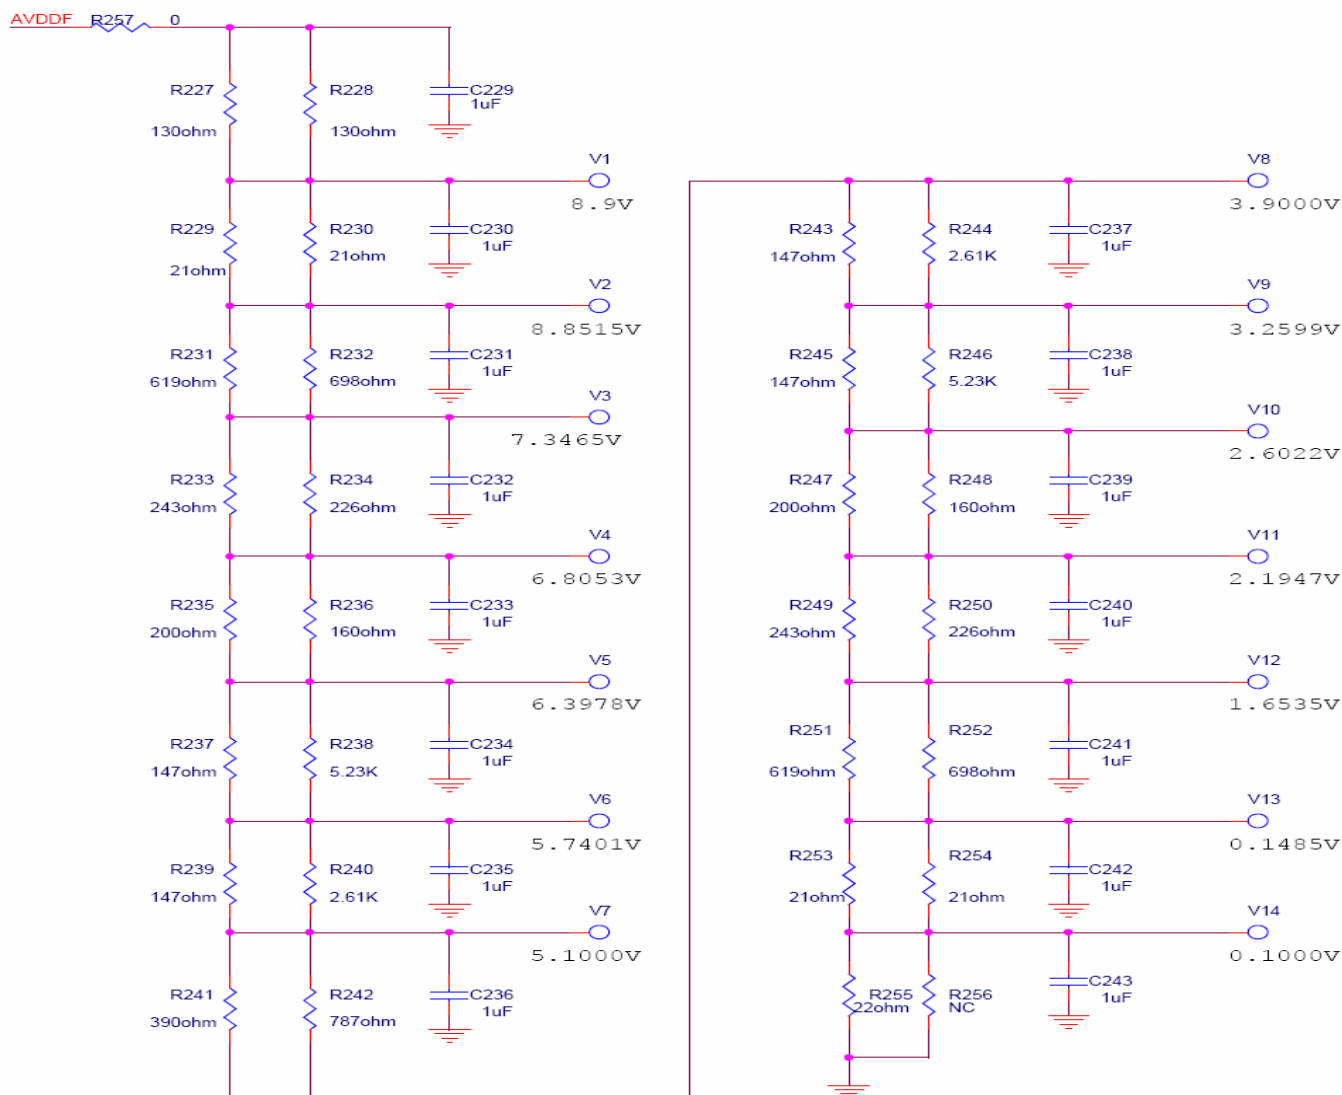 AVDDF R257 0
R227 R228 C229
1uF
130ohm 130ohm
V1
8.9V
R229 R230 C230
1uF
21ohm 21ohm
V2
8.8515V
R231 R232 C231
1uF
619ohm 698ohm
V3
7.3465V
R233 R234 C232
1uF
243ohm 226ohm
V4
6.8053V
R235 R236 C233
1uF
200ohm 160ohm
V5
6.3978V
R237 R238 C234
1uF
147ohm 5.23K
V6
5.7401V
R239 R240 C235
1uF
147ohm 2.61K
V7
5.1000V
R241 R242 C236
1uF
390ohm 787ohm
V8
3.9000V
R243 R244 C237
1uF
147ohm 2.61K
V9
3.2599V
R245 R246 C238
1uF
147ohm 5.23K
V10
2.6022V
R247 R248 C239
1uF
200ohm 160ohm
V11
2.1947V
R249 R250 C240
1uF
243ohm 226ohm
V12
1.6535V
R251 R252 C241
1uF
619ohm 698ohm
V13
0.1485V
R253 R254 C242
1uF
21ohm 21ohm
V14
0.1000V
R255 R256 C243
22ohm NC 1uF